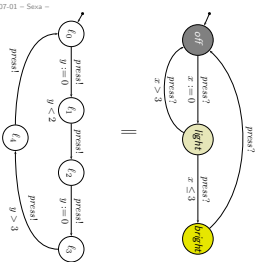 07-01 – Sexa –
off
press?
x := 0
light
press?
x ≤ 3
bright
press?
press?
x > 3
∥
ℓ0
press!
y := 0
ℓ1
press!
y < 2
ℓ2
press!
y := 0
ℓ3
press!
y > 3
ℓ4
press!